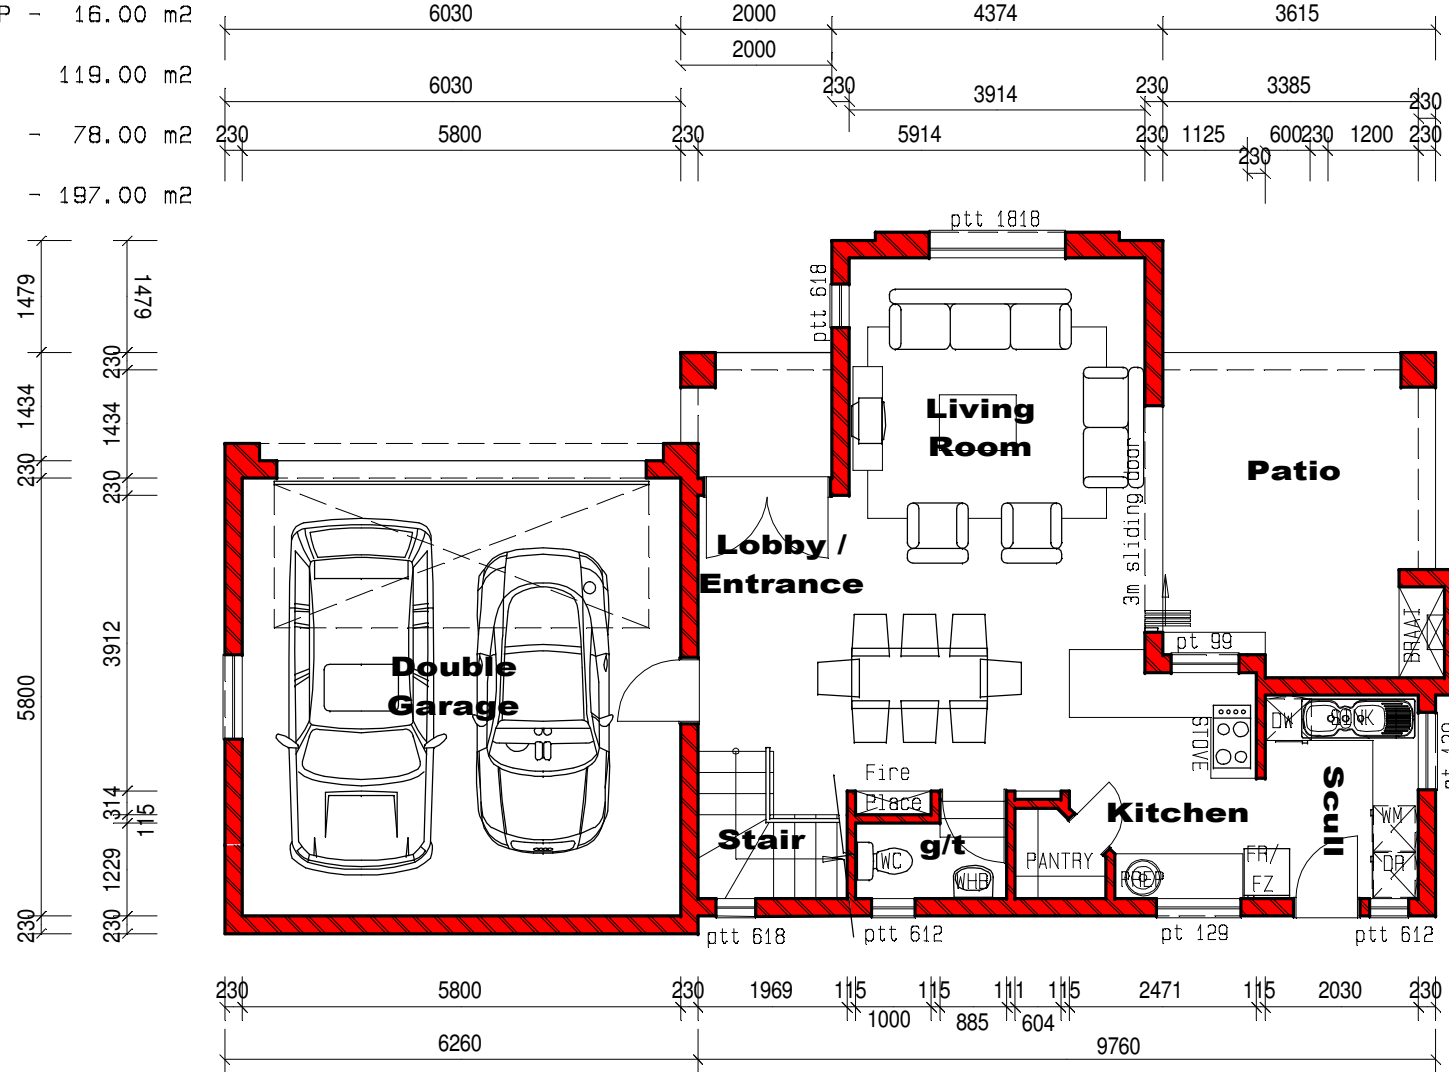 P - 16.00 m2
119.00 m2
- 78.00 m2
- 197.00 m2
6030 2000 4374 3615
2000
6030 230 3914 230 3385 230
230 5800 230 5914 230 1125 600 230 1200 230
230
ptt 1818
ptt 618
1479 1479
230
1434 1434
230 230
3912
5800
314
115
1229
230 230
Living
Room
Patio
3m sliding door
Lobby /
Entrance
Double
Garage
pt 99
BRAAI
STOVE
DW
SINK
Fire
Place
Kitchen
Scull
Stair
g/t
WC
WHB
PANTRY
PREP
FR/
FZ
WM
DR
ptt 618
ptt 612
pt 129
ptt 612
230 5800 230 1969 115 115 111 115 2471 115 2030 230
1000 885 604
6260 9760